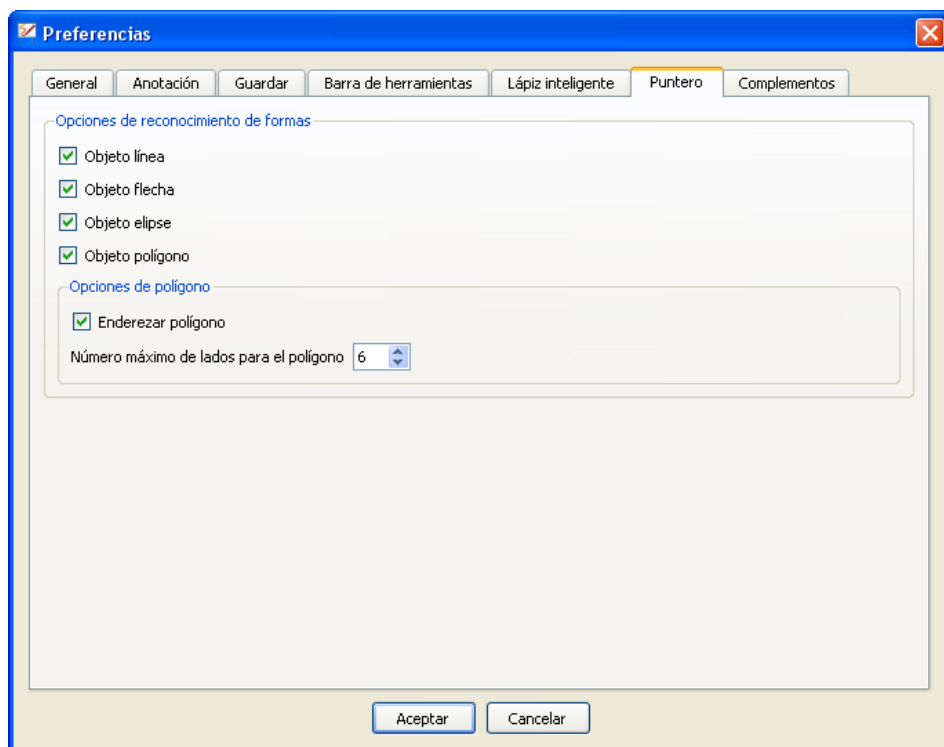 Preferencias
General Anotación Guardar Barra de herramientas Lápiz inteligente Puntero Complementos
Opciones de reconocimiento de formas
Objeto línea
Objeto flecha
Objeto elipse
Objeto polígono
Opciones de polígono
Enderezar polígono
Número máximo de lados para el polígono 6
Aceptar Cancelar